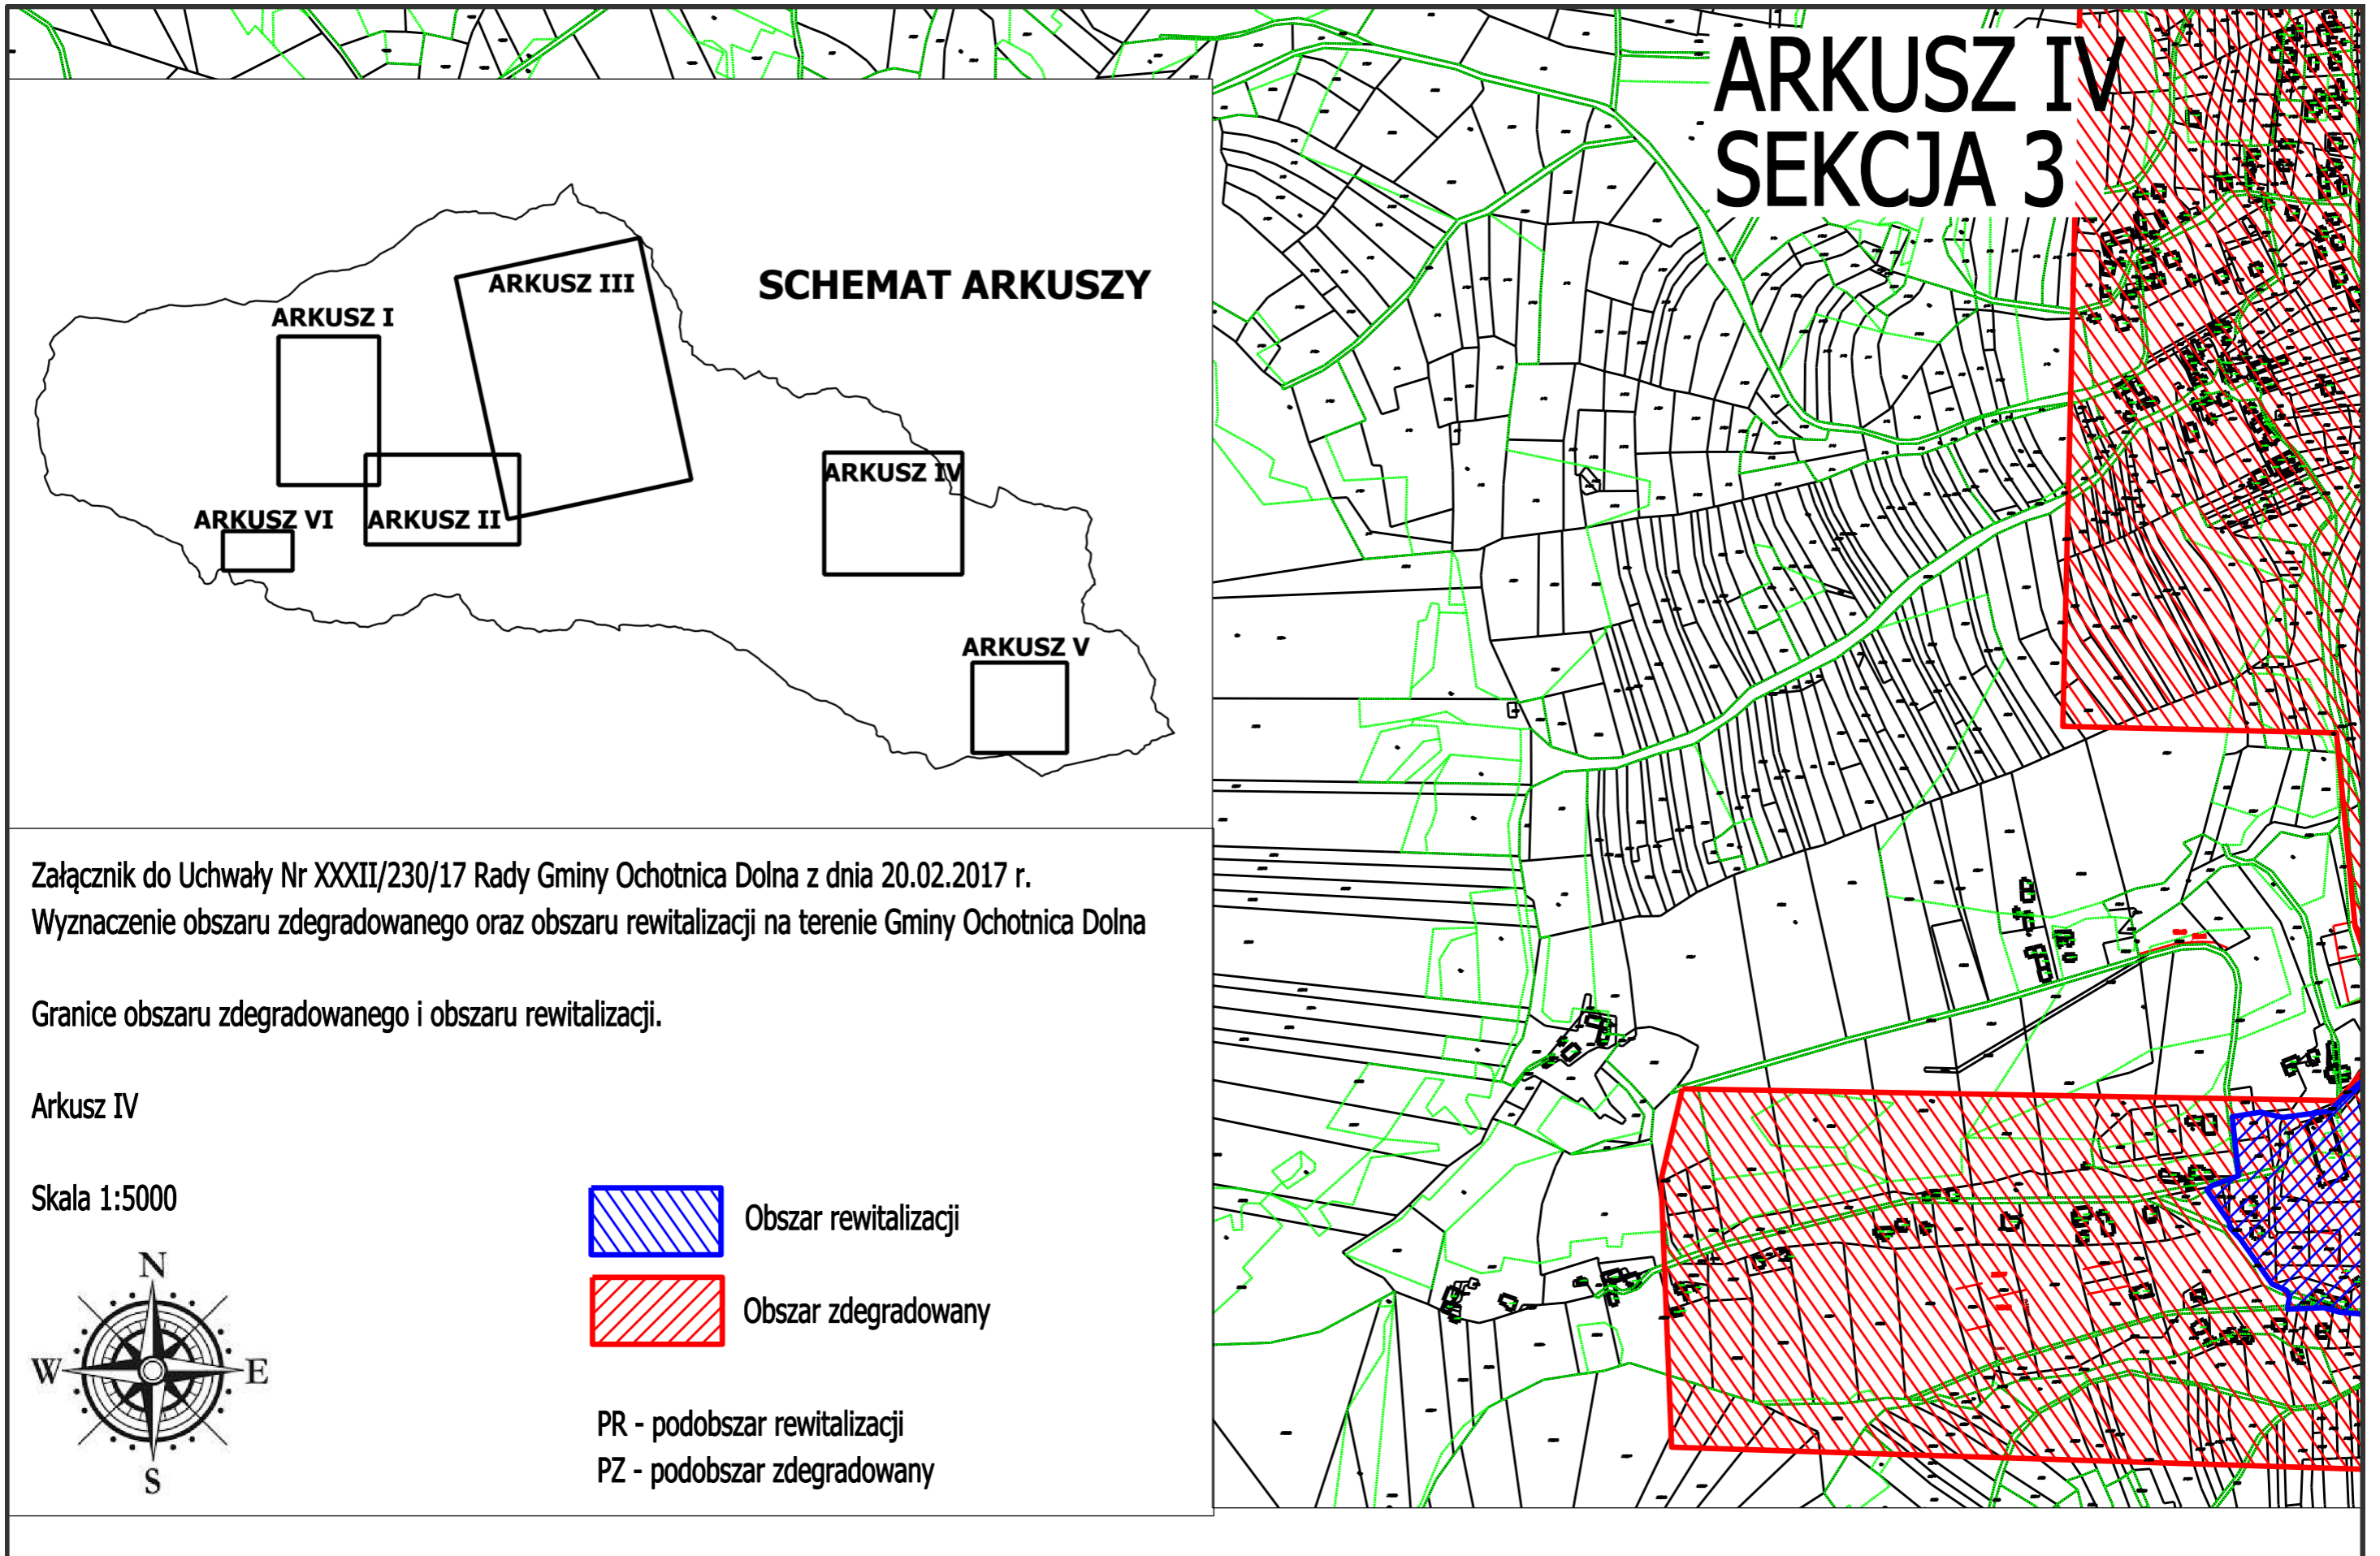 ARKUSZ IV
SEKCJA 3
SCHEMAT ARKUSZY
ARKUSZ III
ARKUSZ I
ARKUSZ IV
ARKUSZ VI
ARKUSZ II
ARKUSZ V
Załącznik do Uchwały Nr XXXII/230/17 Rady Gminy Ochotnica Dolna z dnia 20.02.2017 r.
Wyznaczenie obszaru zdegradowanego oraz obszaru rewitalizacji na terenie Gminy Ochotnica Dolna
Granice obszaru zdegradowanego i obszaru rewitalizacji.
Arkusz IV
Skala 1:5000
N
W
E
S
Obszar rewitalizacji
Obszar zdegradowany
PR - podobszar rewitalizacji
PZ - podobszar zdegradowany